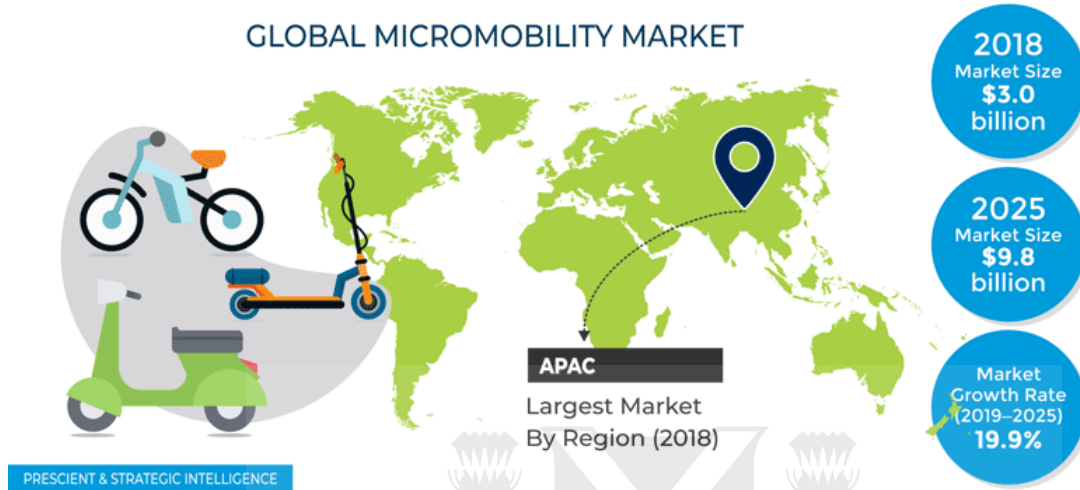 GLOBAL MICROMOBILITY MARKET
2018
Market Size
$3.0
billion
2025
Market Size
$9.8
billion
Market
Growth Rate
(2019–2025)
19.9%
APAC
Largest Market
By Region (2018)
PRESCIENT & STRATEGIC INTELLIGENCE